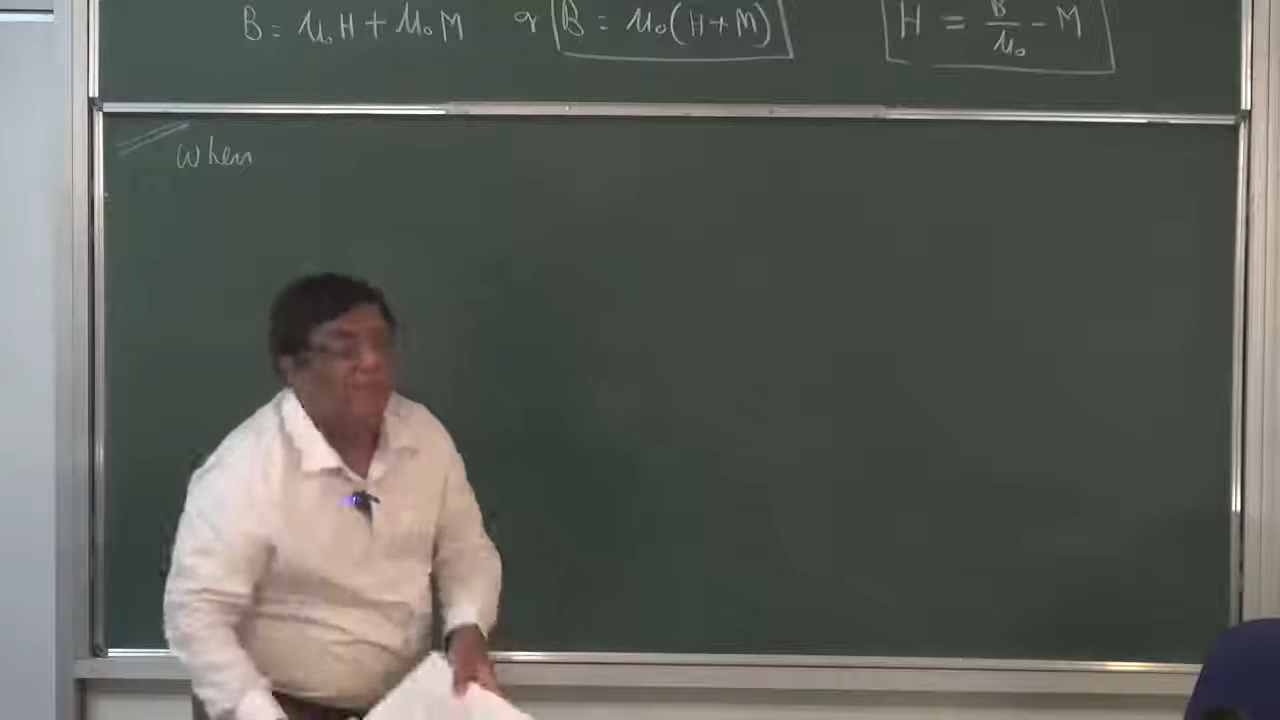 B = μ₀H + μ₀M or B = μ₀(H+M) H = B/μ₀ - M
When